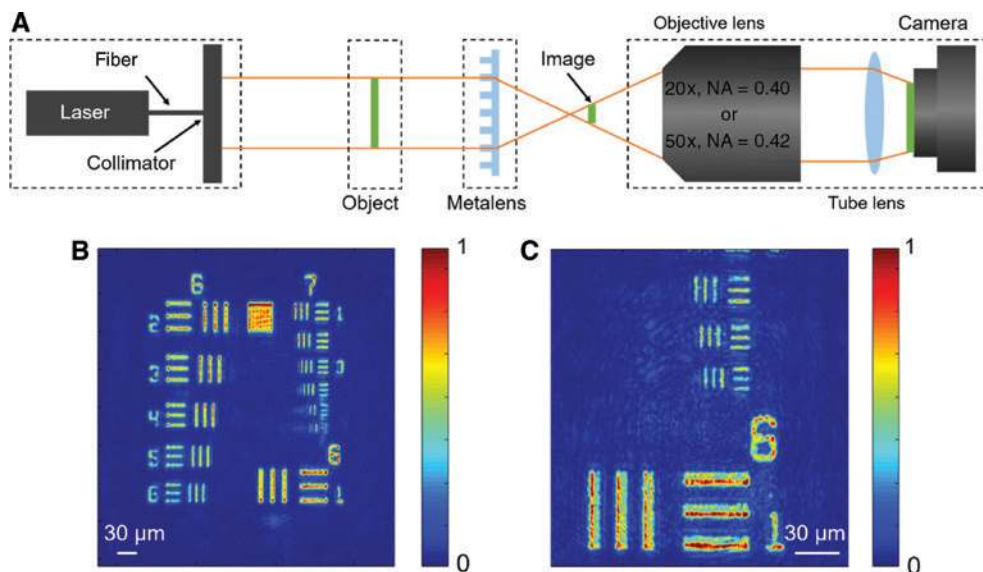 A
Objective lens
Camera
Fiber
Object
Image
Laser
20x, NA = 0.40
or
50x, NA = 0.42
Collimator
Object
Metalens
Tube lens
B
1
0
6
7
2
1
3
3
4
5
6
6
1
30 µm
C
1
0
6
1
30 µm